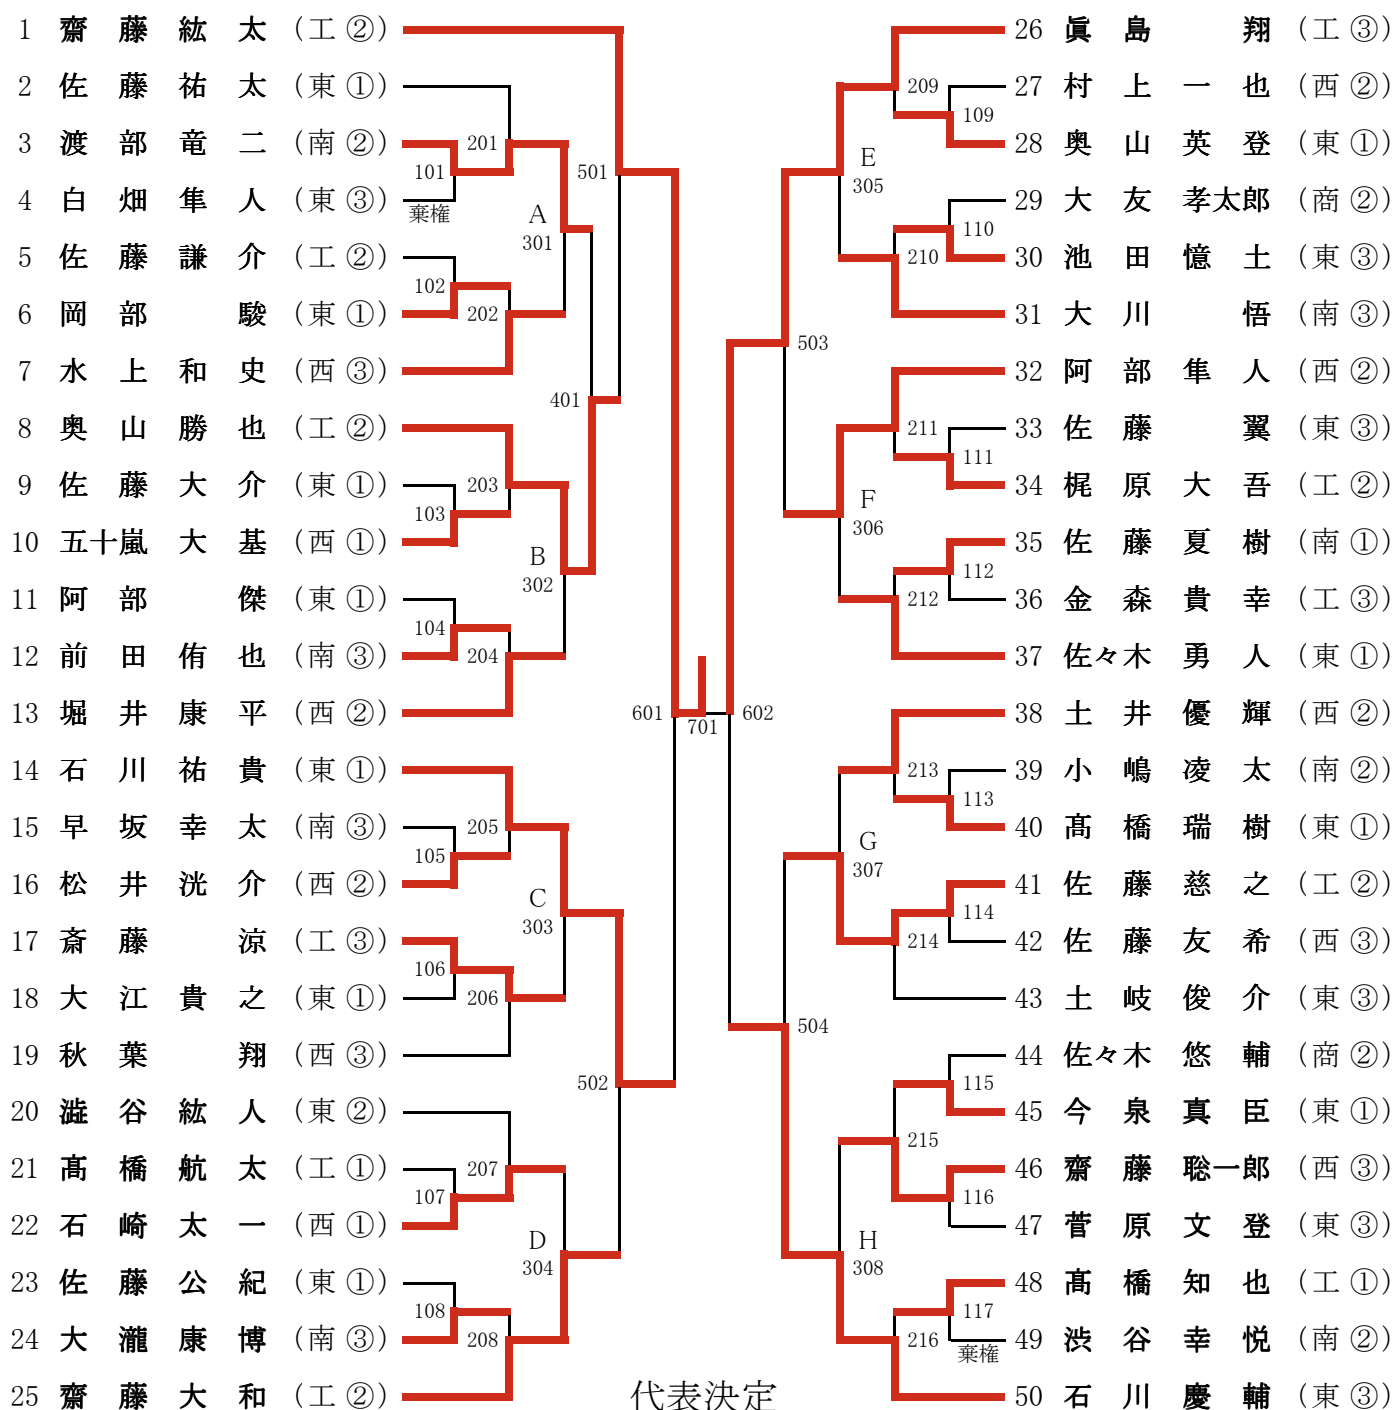 1 齋藤紘太 (工②)
2 佐藤祐太 (東①)
3 渡部竜二 (南②)
4 白畑隼人 (東③)
5 佐藤謙介 (工②)
6 岡部駿 (東①)
7 水上和史 (西③)
8 奥山勝也 (工②)
9 佐藤大介 (東①)
10 五十嵐大基 (西①)
11 阿部傑 (東①)
12 前田侑也 (南③)
13 堀井康平 (西②)
14 石川祐貴 (東①)
15 早坂幸太 (南③)
16 松井洸介 (西②)
17 斎藤涼 (工③)
18 大江貴之 (東①)
19 秋葉翔 (西③)
20 澁谷紘人 (東②)
21 髙橋航太 (工①)
22 石崎太一 (西①)
23 佐藤公紀 (東①)
24 大瀧康博 (南③)
25 齋藤大和 (工②)
101
棄権
102
103
104
105
106
107
108
201
202
203
204
205
206
207
208
A
301
B
302
C
303
D
304
401
501
502
601
701
602
503
504
E
305
F
306
G
307
H
308
209
210
211
212
213
214
215
216
109
110
111
112
113
114
115
116
117
棄権
26 眞島翔 (工③)
27 村上一也 (西②)
28 奥山英登 (東①)
29 大友孝太郎 (商②)
30 池田憶土 (東③)
31 大川悟 (南③)
32 阿部隼人 (西②)
33 佐藤翼 (東③)
34 梶原大吾 (工②)
35 佐藤夏樹 (南①)
36 金森貴幸 (工③)
37 佐々木勇人 (東①)
38 土井優輝 (西②)
39 小嶋凌太 (南②)
40 髙橋瑞樹 (東①)
41 佐藤慈之 (工②)
42 佐藤友希 (西③)
43 土岐俊介 (東③)
44 佐々木悠輔 (商②)
45 今泉真臣 (東①)
46 齋藤聡一郎 (西③)
47 菅原文登 (東③)
48 髙橋知也 (工①)
49 渋谷幸悦 (南②)
50 石川慶輔 (東③)
代表決定